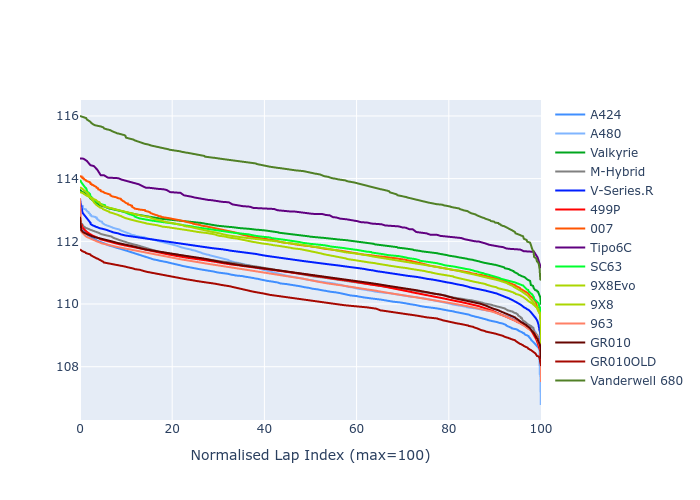 116
114
112
110
108
0 20 40 60 80 100
Normalised Lap Index (max=100)
A424
A480
Valkyrie
M-Hybrid
V-Series.R
499P
007
Tipo6C
SC63
9X8Evo
9X8
963
GR010
GR010OLD
Vanderwell 680